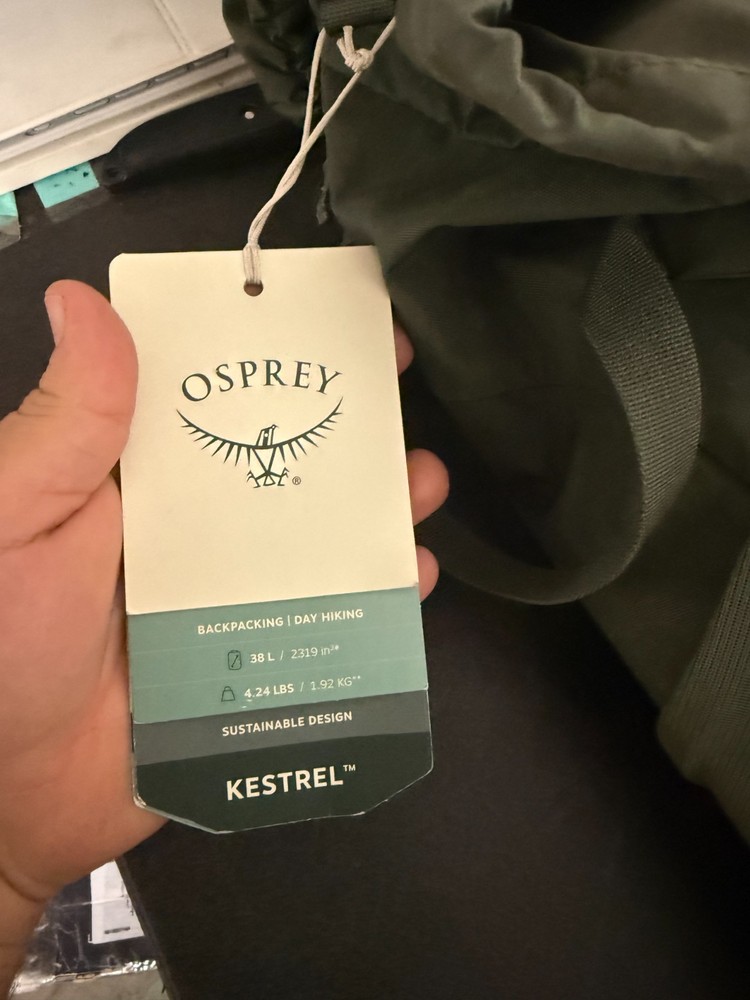 OSPREY
®
BACKPACKING | DAY HIKING
38 L / 2319 in³*
4.24 LBS / 1.92 KG**
SUSTAINABLE DESIGN
KESTREL™